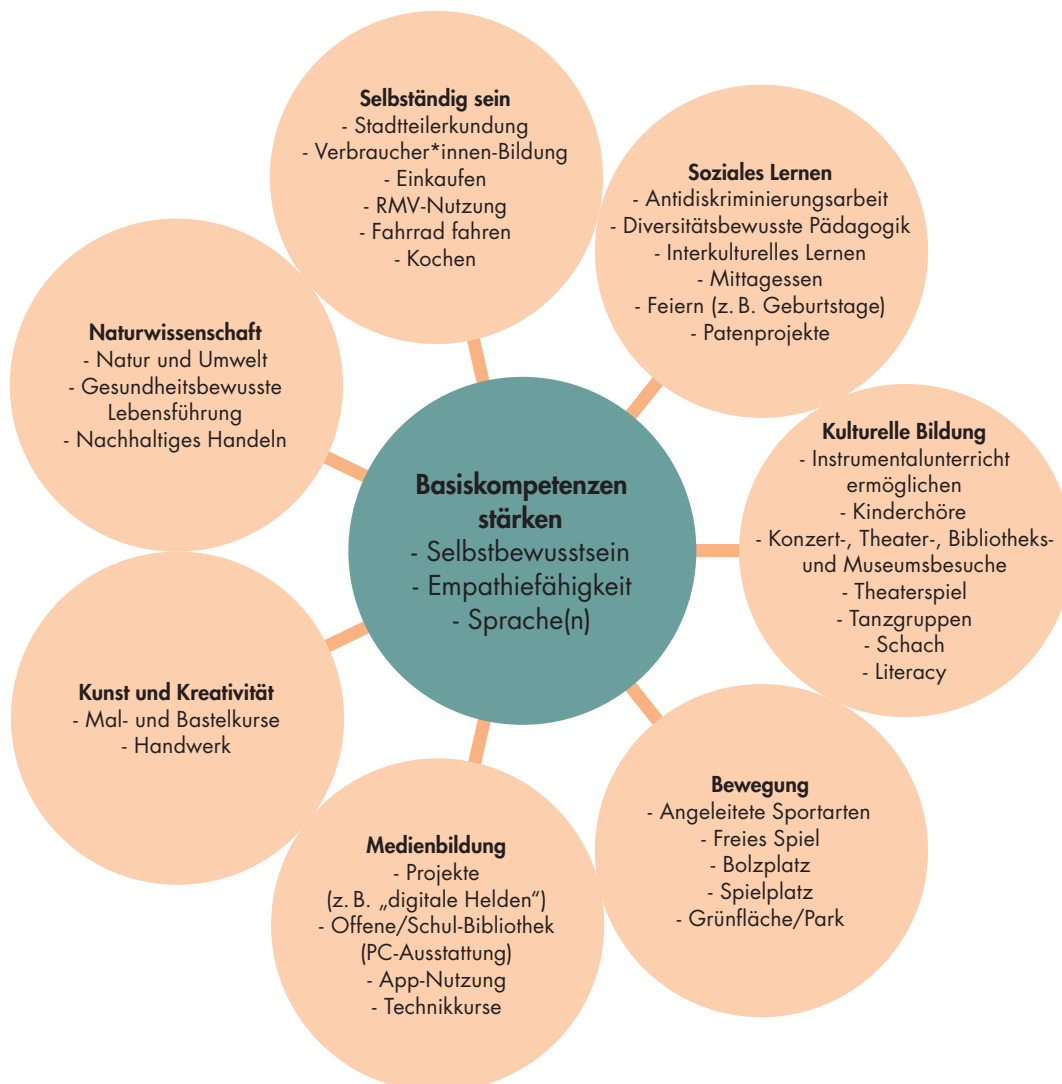 Selbständig sein
- Stadtteilerkundung
- Verbraucher*innen-Bildung
- Einkaufen
- RMV-Nutzung
- Fahrrad fahren
- Kochen
Soziales Lernen
- Antidiskriminierungsarbeit
- Diversitätsbewusste Pädagogik
- Interkulturelles Lernen
- Mittagessen
- Feiern (z. B. Geburtstage)
- Patenprojekte
Naturwissenschaft
- Natur und Umwelt
- Gesundheitsbewusste
Lebensführung
- Nachhaltiges Handeln
Kulturelle Bildung
- Instrumentalunterricht
ermöglichen
- Kinderchöre
- Konzert-, Theater-, Bibliotheks-
und Museumsbesuche
- Theaterspiel
- Tanzgruppen
- Schach
- Literacy
Basiskompetenzen
stärken
- Selbstbewusstsein
- Empathiefähigkeit
- Sprache(n)
Kunst und Kreativität
- Mal- und Bastelkurse
- Handwerk
Bewegung
- Angeleitete Sportarten
- Freies Spiel
- Bolzplatz
- Spielplatz
- Grünfläche/Park
Medienbildung
- Projekte
(z. B. „digitale Helden“)
- Offene/Schul-Bibliothek
(PC-Ausstattung)
- App-Nutzung
- Technikkurse